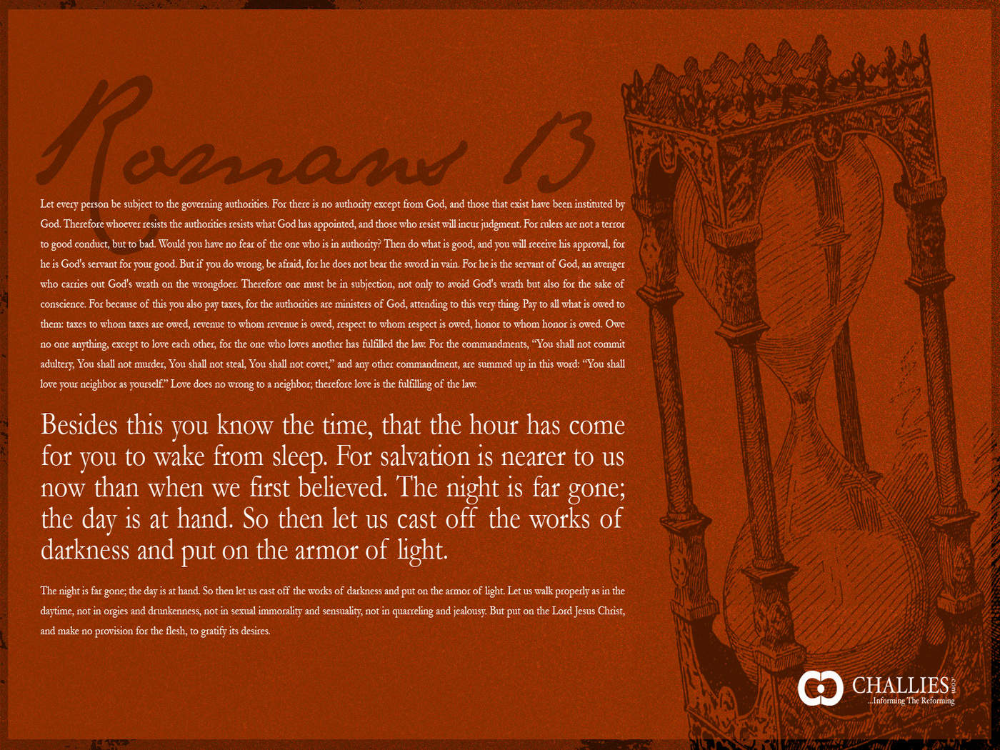 Romans 13
Let every person be subject to the governing authorities. For there is no authority except from God, and those that exist have been instituted by
God. Therefore whoever resists the authorities resists what God has appointed, and those who resist will incur judgment. For rulers are not a terror
to good conduct, but to bad. Would you have no fear of the one who is in authority? Then do what is good, and you will receive his approval, for
he is God's servant for your good. But if you do wrong, be afraid, for he does not bear the sword in vain. For he is the servant of God, an avenger
who carries out God's wrath on the wrongdoer. Therefore one must be in subjection, not only to avoid God's wrath but also for the sake of
conscience. For because of this you also pay taxes, for the authorities are ministers of God, attending to this very thing. Pay to all what is owed to
them: taxes to whom taxes are owed, revenue to whom revenue is owed, respect to whom respect is owed, honor to whom honor is owed. Owe
no one anything, except to love each other, for the one who loves another has fulfilled the law. For the commandments, “You shall not commit
adultery, You shall not murder, You shall not steal, You shall not covet,” and any other commandment, are summed up in this word: “You shall
love your neighbor as yourself.” Love does no wrong to a neighbor; therefore love is the fulfilling of the law.
Besides this you know the time, that the hour has come
for you to wake from sleep. For salvation is nearer to us
now than when we first believed. The night is far gone;
the day is at hand. So then let us cast off the works of
darkness and put on the armor of light.
The night is far gone; the day is at hand. So then let us cast off the works of darkness and put on the armor of light. Let us walk properly as in the
daytime, not in orgies and drunkenness, not in sexual immorality and sensuality, not in quarreling and jealousy. But put on the Lord Jesus Christ,
and make no provision for the flesh, to gratify its desires.
CHALLIES.com
...Informing The Reforming